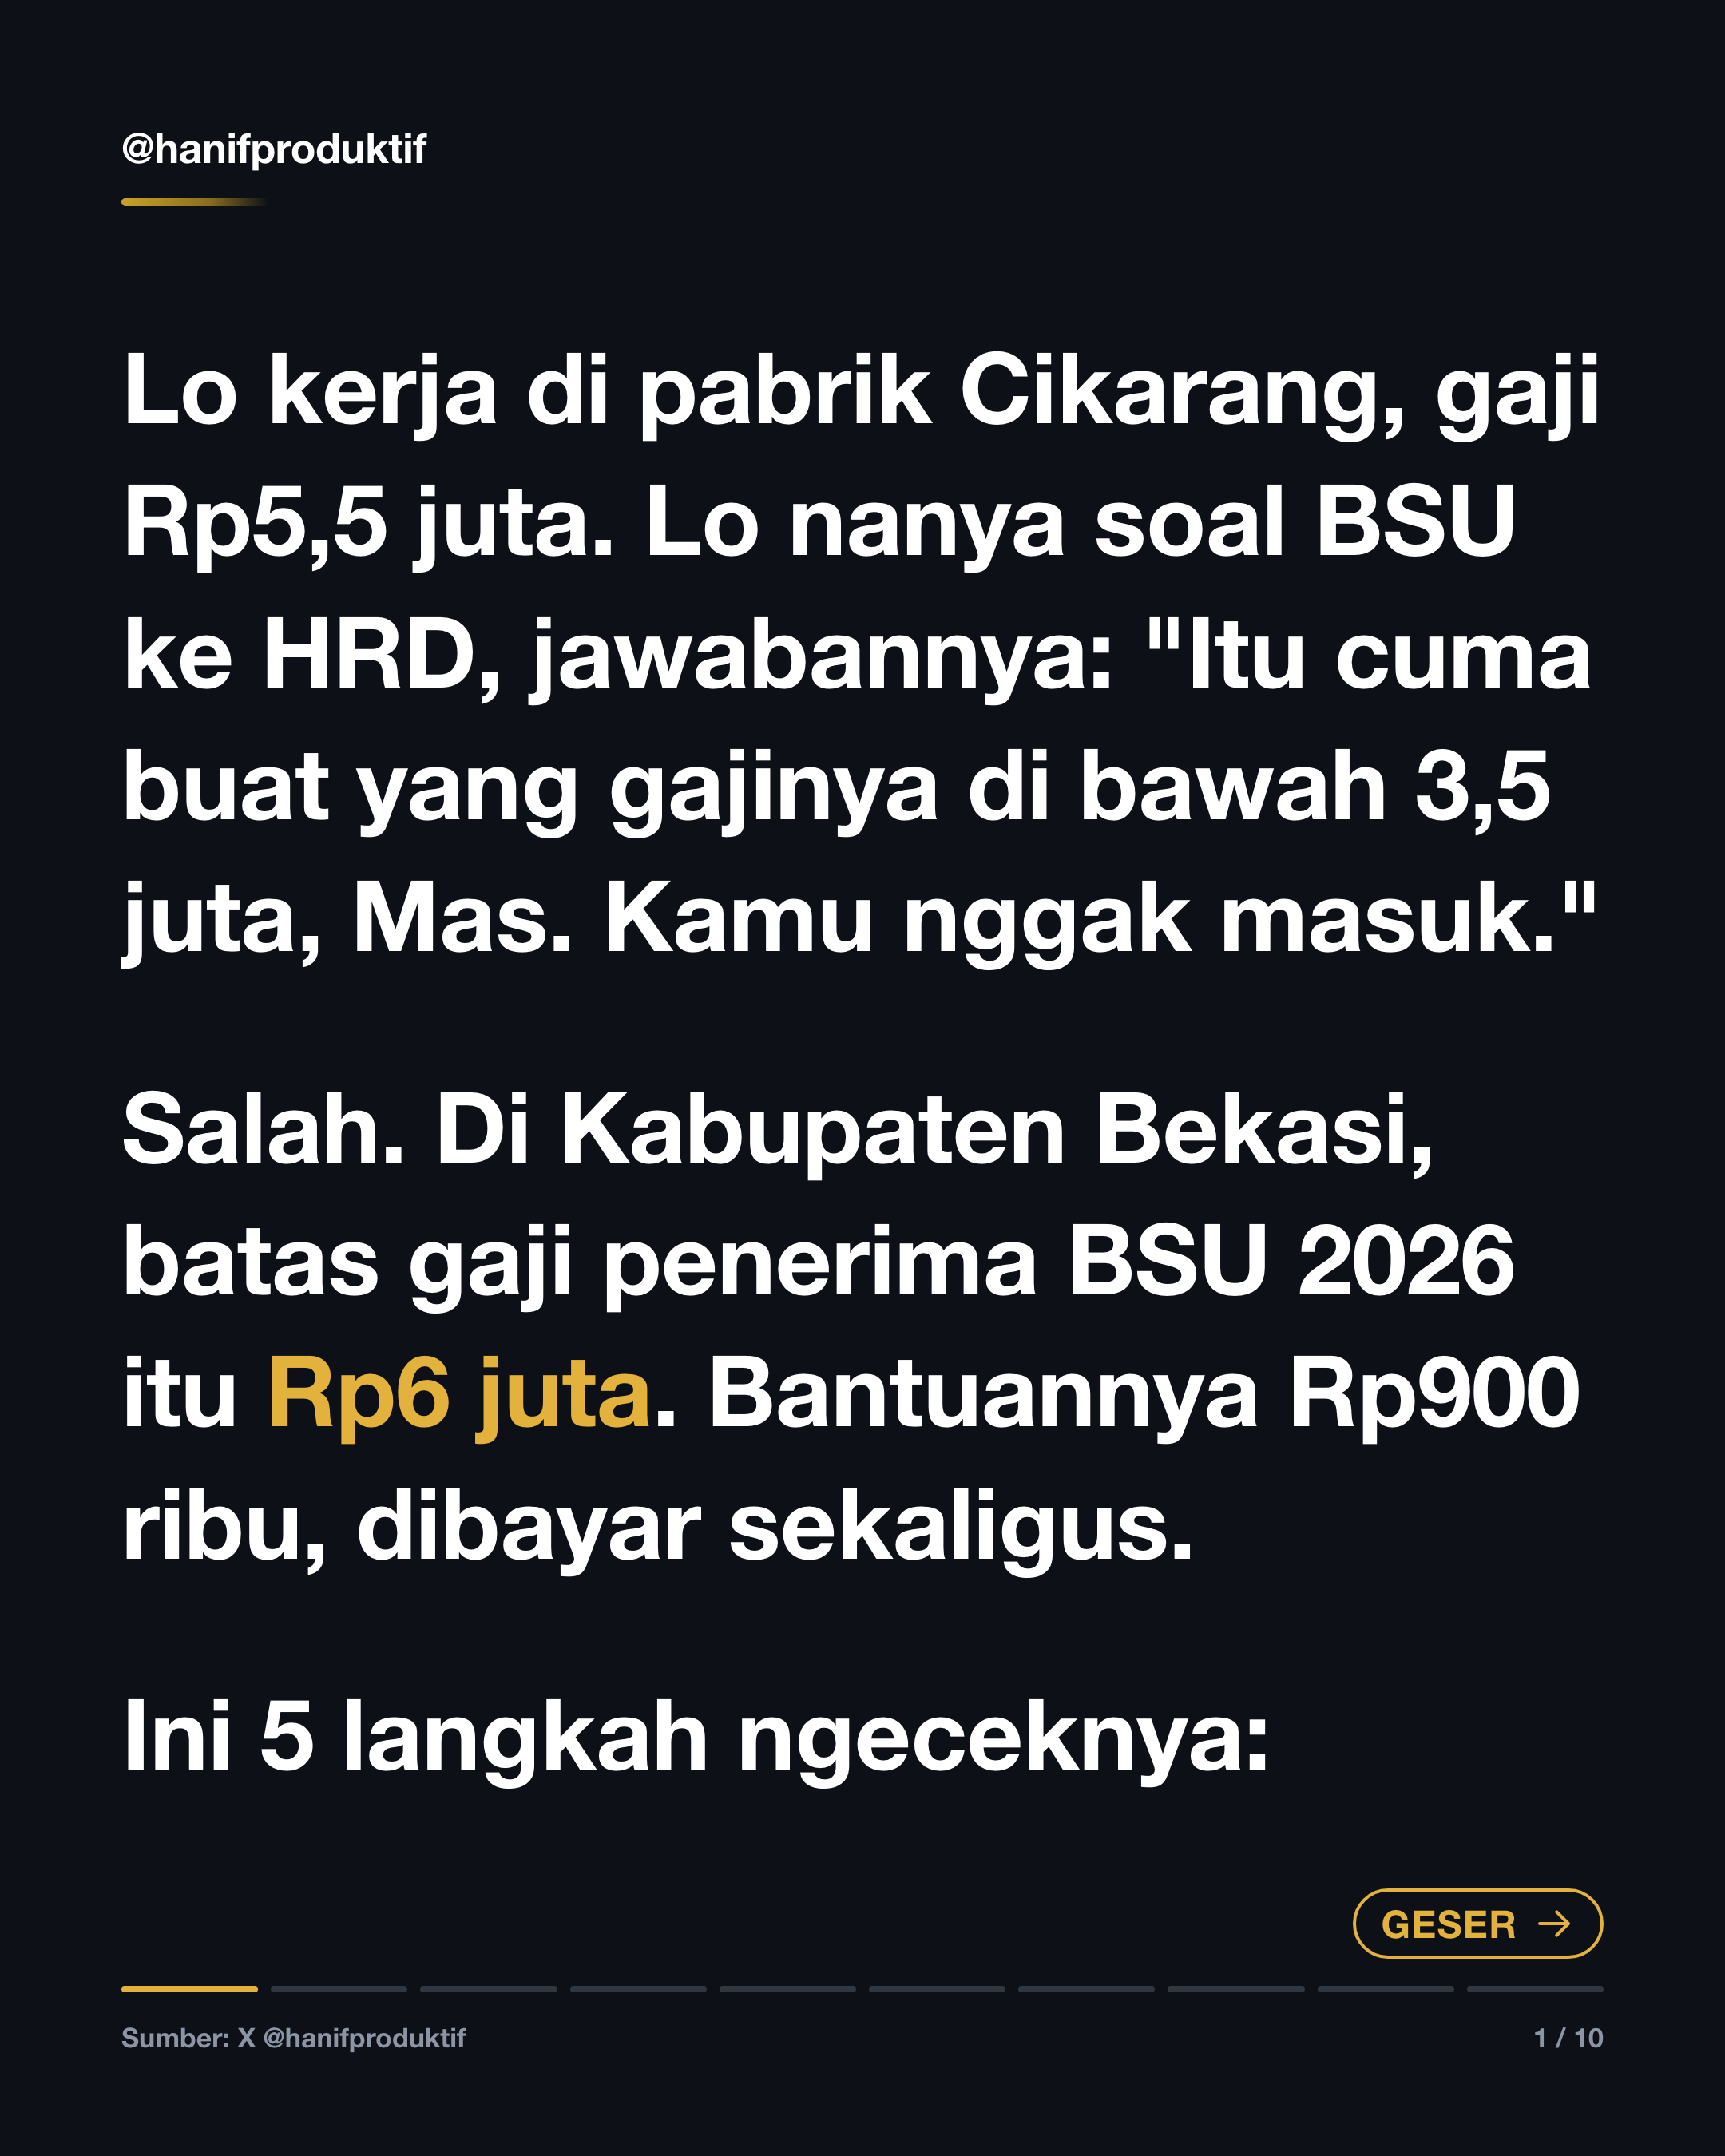 @hanifproduktif
Lo kerja di pabrik Cikarang, gaji
Rp5,5 juta. Lo nanya soal BSU
ke HRD, jawabannya: "Itu cuma
buat yang gajinya di bawah 3,5
juta, Mas. Kamu nggak masuk."
Salah. Di Kabupaten Bekasi,
batas gaji penerima BSU 2026
itu Rp6 juta. Bantuannya Rp900
ribu, dibayar sekaligus.
Ini 5 langkah ngeceknya:
GESER →
Sumber: X @hanifproduktif
1 / 10